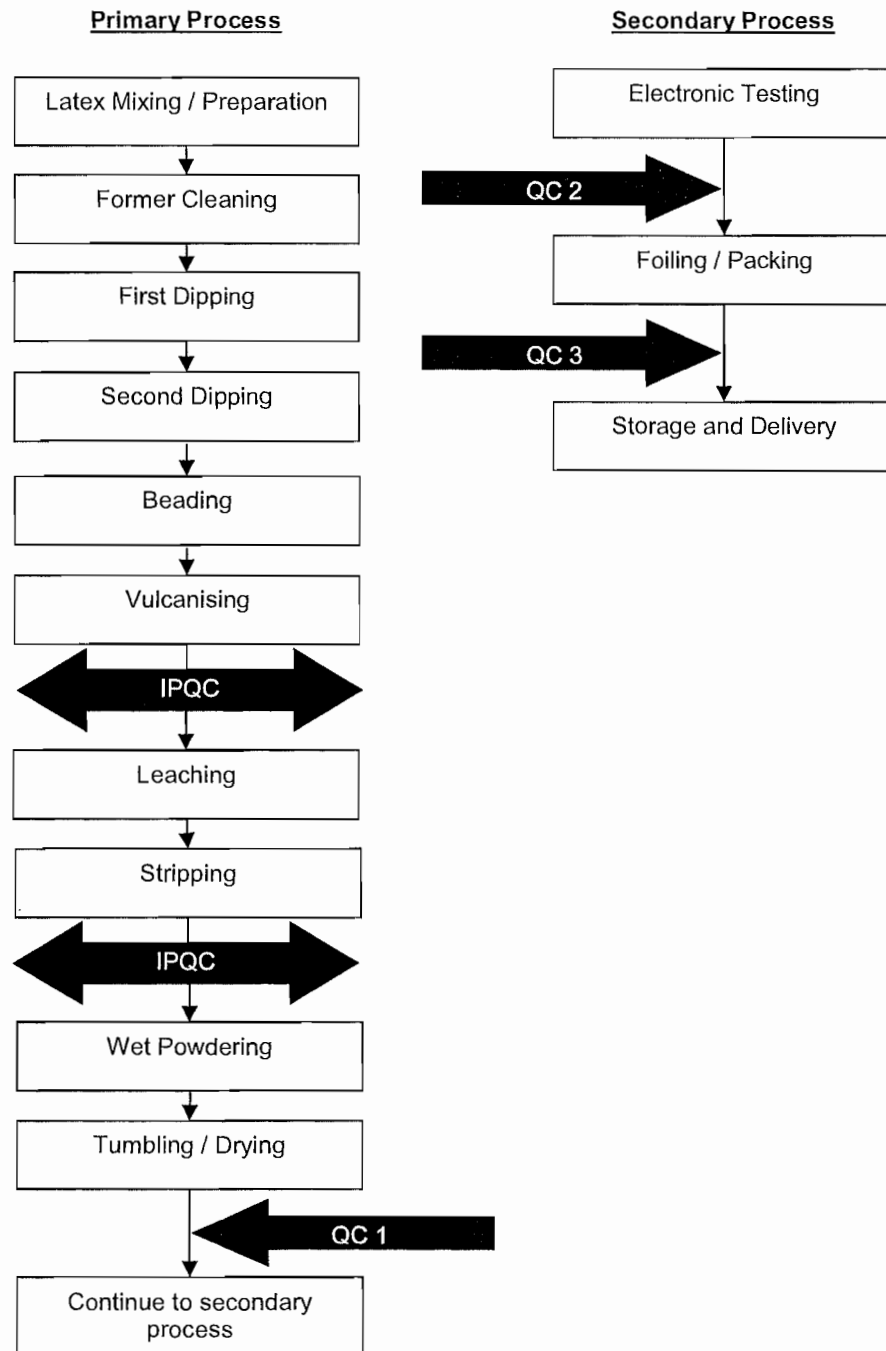 Primary Process
Latex Mixing / Preparation
Former Cleaning
First Dipping
Second Dipping
Beading
Vulcanising
IPQC
Leaching
Stripping
IPQC
Wet Powdering
Tumbling / Drying
QC 1
Continue to secondary
process
Secondary Process
Electronic Testing
QC 2
Foiling / Packing
QC 3
Storage and Delivery